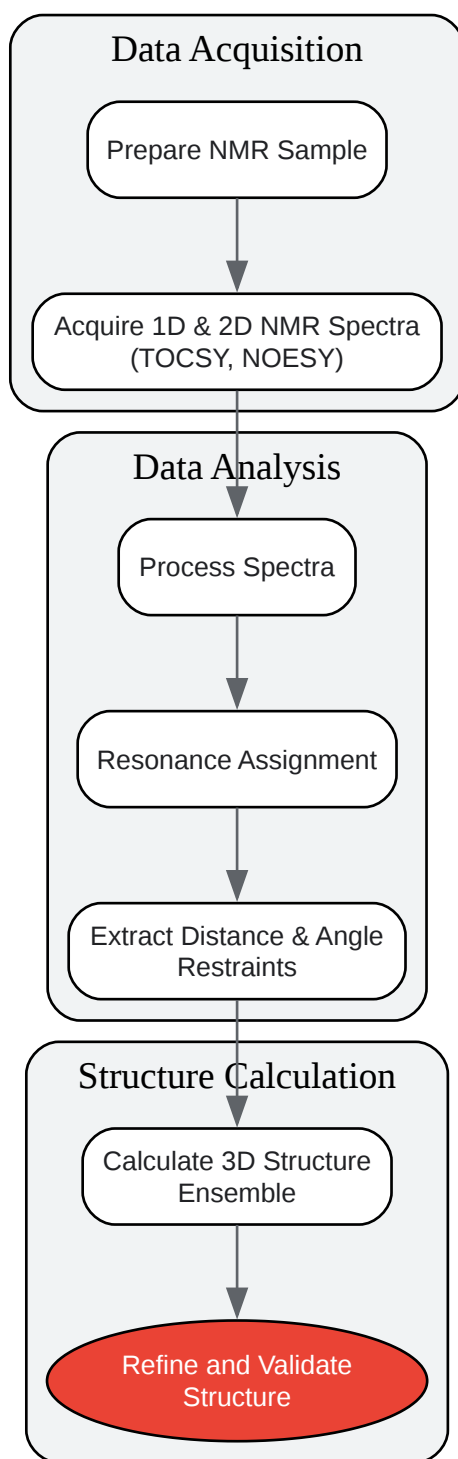 Data Acquisition
Prepare NMR Sample
Acquire 1D & 2D NMR Spectra
(TOCSY, NOESY)
Data Analysis
Process Spectra
Resonance Assignment
Extract Distance & Angle
Restraints
Structure Calculation
Calculate 3D Structure
Ensemble
Refine and Validate
Structure